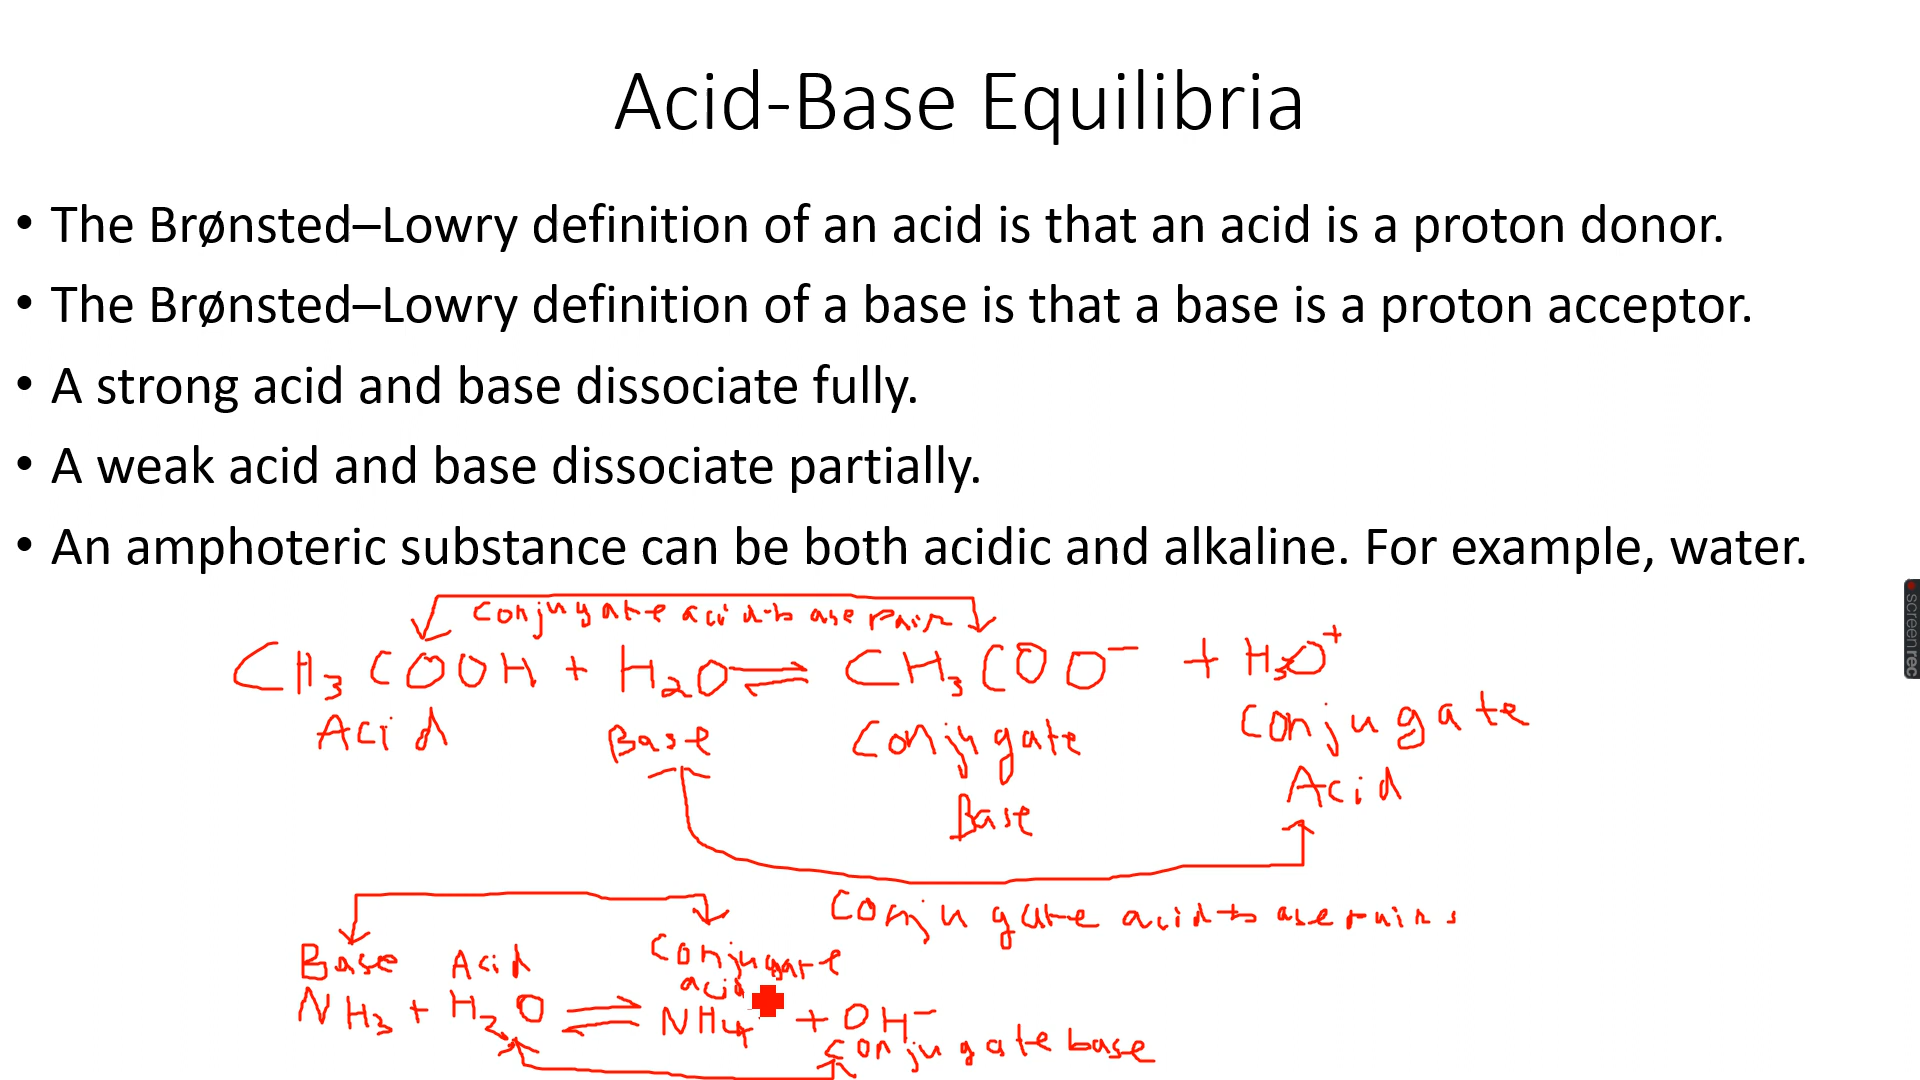 Acid-Base Equilibria
• The Brønsted–Lowry definition of an acid is that an acid is a proton donor.
• The Brønsted–Lowry definition of a base is that a base is a proton acceptor.
• A strong acid and base dissociate fully.
• A weak acid and base dissociate partially.
• An amphoteric substance can be both acidic and alkaline. For example, water.
Conjugate acid-base pair
CH₃COOH + H₂O ⇌ CH₃COO⁻ + H₃O⁺
Acid Base Conjugate Base Conjugate Acid
Conjugate acid-base pairs
Base Acid Conjugate acid
NH₃ + H₂O ⇌ NH₄ + OH⁻
Conjugate base
screenrec